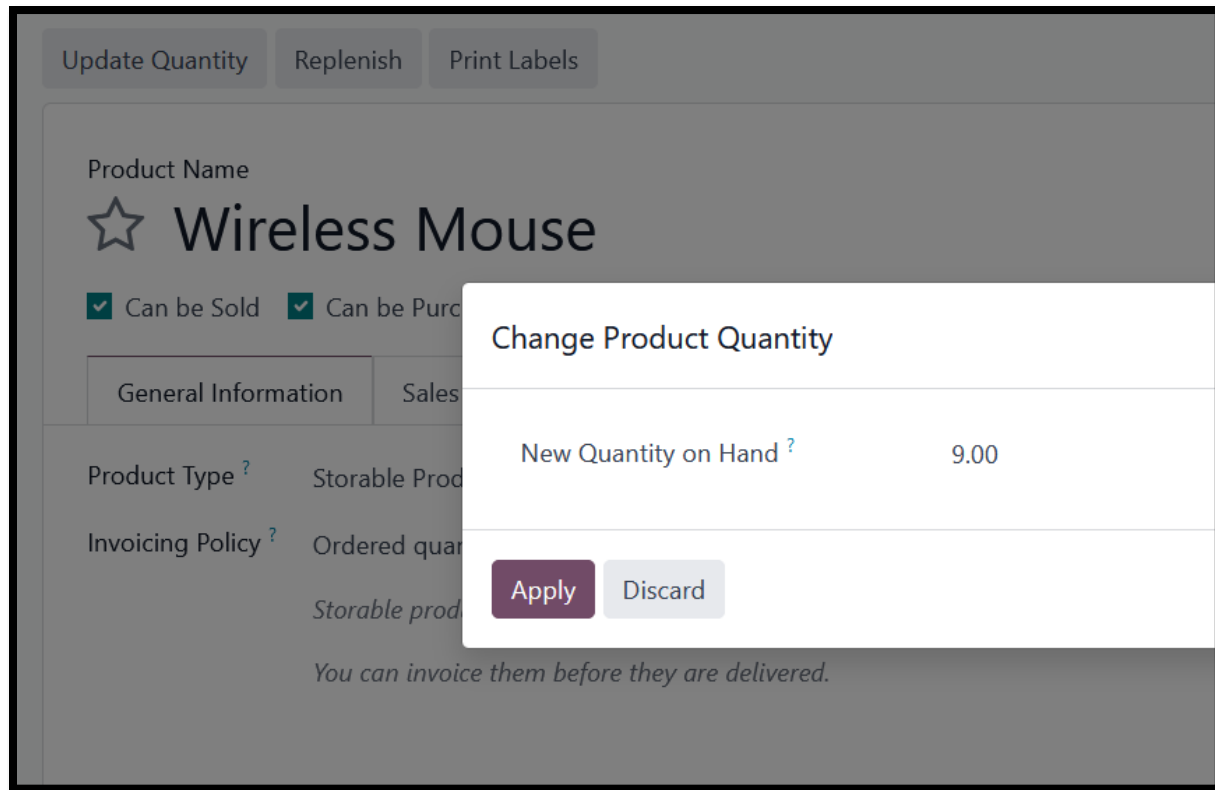 Update Quantity Replenish Print Labels
Product Name
Wireless Mouse
Can be Sold Can be Purc
Change Product Quantity
General Information Sales
New Quantity on Hand ? 9.00
Product Type ? Storable Prod
Invoicing Policy ? Ordered quan
Apply Discard
Storable prod
You can invoice them before they are delivered.